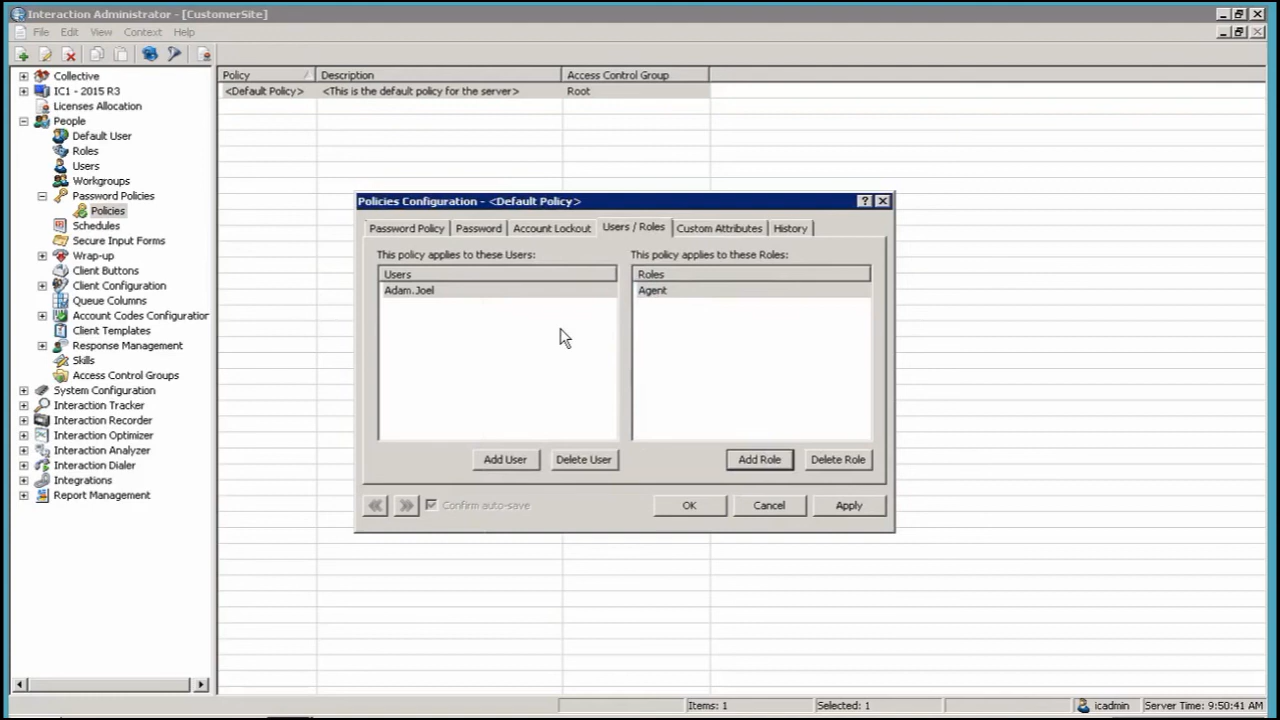 Interaction Administrator - [CustomerSite]
File Edit View Context Help
Collective
IC1 - 2015 R3
Licenses Allocation
People
Default User
Roles
Users
Workgroups
Password Policies
Policies
Schedules
Secure Input Forms
Wrap-up
Client Buttons
Client Configuration
Queue Columns
Account Codes Configuration
Client Templates
Response Management
Skills
Access Control Groups
System Configuration
Interaction Tracker
Interaction Recorder
Interaction Optimizer
Interaction Analyzer
Interaction Dialer
Integrations
Report Management
Policy Description Access Control Group
<Default Policy> <This is the default policy for the server> Root
Policies Configuration - <Default Policy>
Password Policy Password Account Lockout Users / Roles Custom Attributes History
This policy applies to these Users: This policy applies to these Roles:
Users Roles
Adam.Joel Agent
Add User Delete User Add Role Delete Role
Confirm auto-save OK Cancel Apply
Items: 1 Selected: 1 icadmin Server Time: 9:50:41 AM